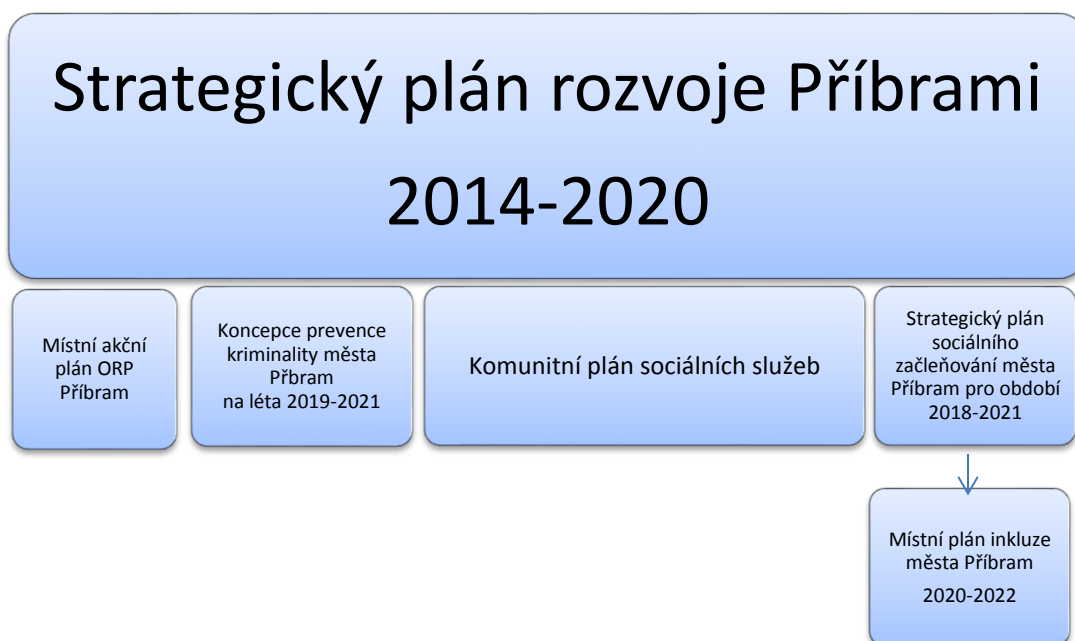 Strategický plán rozvoje Příbrami
2014-2020
Místní akční
plán ORP
Příbram
Koncepce prevence
kriminality města
Přbram
na léta 2019-2021
Komunitní plán sociálních služeb
Strategický plán
sociálního
začleňování města
Příbram pro období
2018-2021
Místní plán inkluze
města Příbram
2020-2022